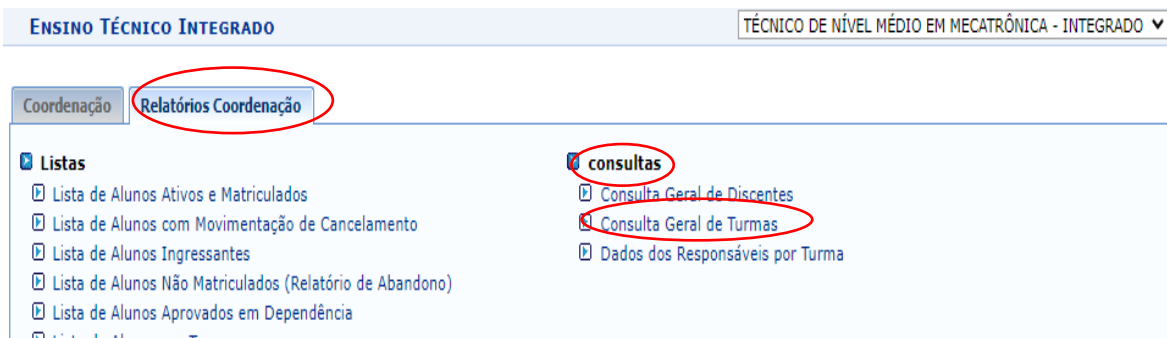 ENSINO TÉCNICO INTEGRADO
TÉCNICO DE NÍVEL MÉDIO EM MECATRÔNICA - INTEGRADO
Coordenação
Relatórios Coordenação
Listas
Lista de Alunos Ativos e Matriculados
Lista de Alunos com Movimentação de Cancelamento
Lista de Alunos Ingressantes
Lista de Alunos Não Matriculados (Relatório de Abandono)
Lista de Alunos Aprovados em Dependência
consultas
Consulta Geral de Discentes
Consulta Geral de Turmas
Dados dos Responsáveis por Turma